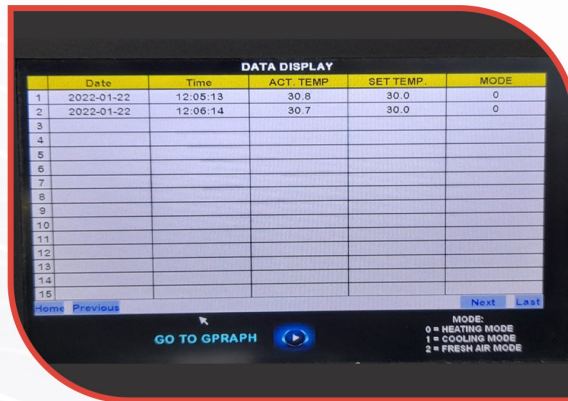 DATA DISPLAY
Date Time ACT. TEMP SET TEMP. MODE
1 2022-01-22 12:05:13 30.8 30.0 0
2 2022-01-22 12:06:14 30.7 30.0 0
3
4
5
6
7
8
9
10
11
12
13
14
15
Home Previous Next Last
GO TO GPRAPH
MODE:
0 = HEATING MODE
1 = COOLING MODE
2 = FRESH AIR MODE